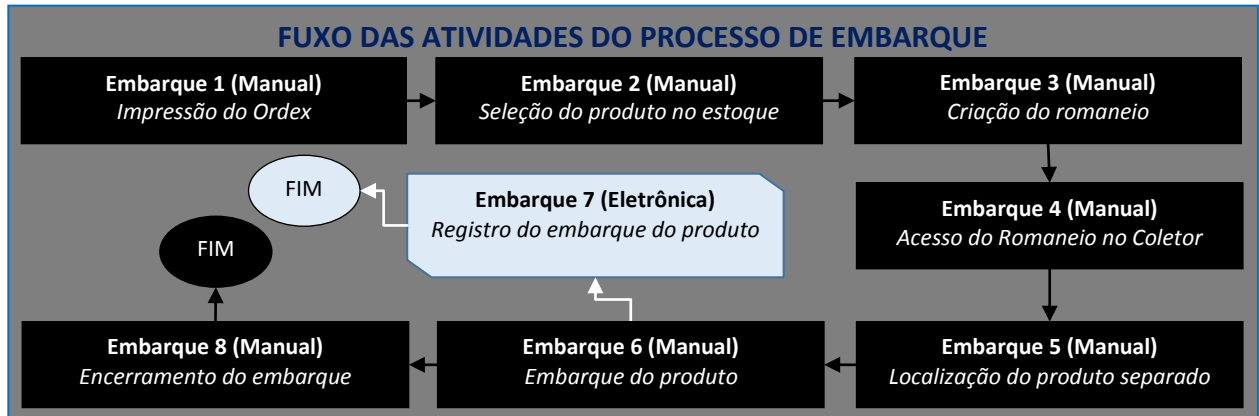 FUXO DAS ATIVIDADES DO PROCESSO DE EMBARQUE
Embarque 1 (Manual)
Impressão do Ordex
Embarque 2 (Manual)
Seleção do produto no estoque
Embarque 3 (Manual)
Criação do romaneio
Embarque 4 (Manual)
Acesso do Romaneio no Coletor
Embarque 5 (Manual)
Localização do produto separado
Embarque 6 (Manual)
Embarque do produto
Embarque 7 (Eletrônica)
Registro do embarque do produto
FIM
Embarque 8 (Manual)
Encerramento do embarque
FIM